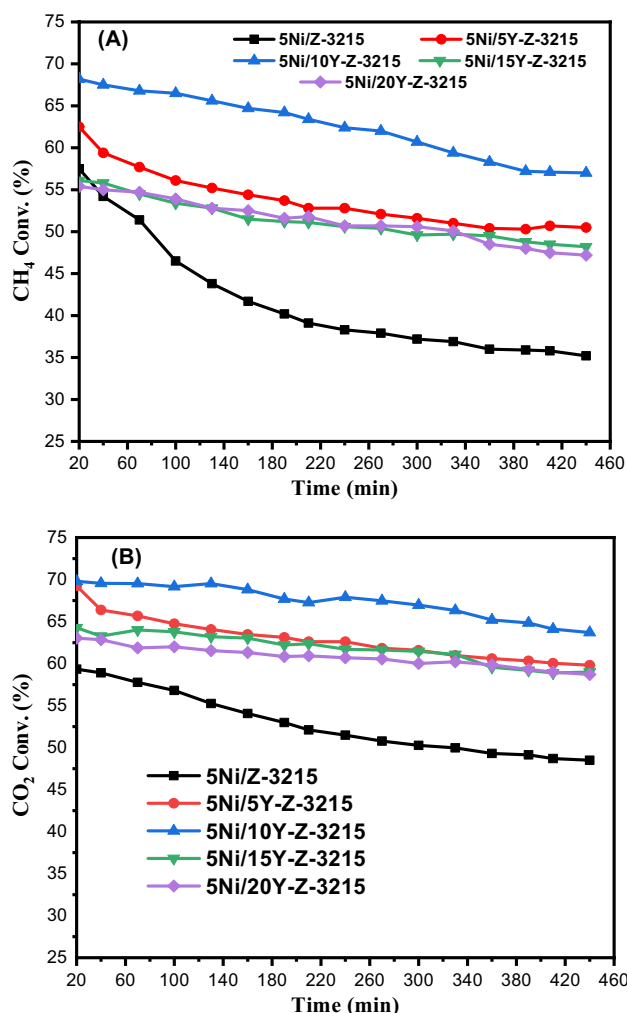 (A)
5Ni/Z-3215
5Ni/5Y-Z-3215
5Ni/10Y-Z-3215
5Ni/15Y-Z-3215
5Ni/20Y-Z-3215
75
70
65
60
55
50
45
40
35
30
25
CH₄ Conv. (%)
20 60 100 140 180 220 260 300 340 380 420 460
Time (min)
(B)
75
70
65
60
55
50
45
40
35
30
25
CO₂ Conv. (%)
5Ni/Z-3215
5Ni/5Y-Z-3215
5Ni/10Y-Z-3215
5Ni/15Y-Z-3215
5Ni/20Y-Z-3215
20 60 100 140 180 220 260 300 340 380 420 460
Time (min)